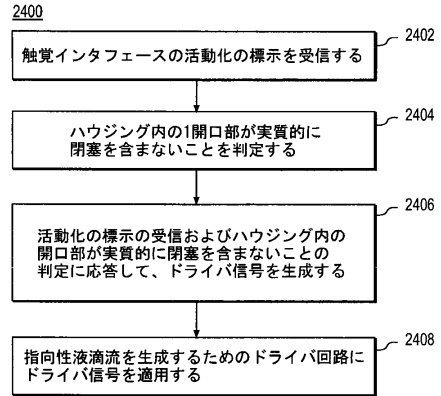 2400
2402
触覚インタフェースの活動化の標示を受信する
2404
ハウジング内の1開口部が実質的に
閉塞を含まないことを判定する
2406
活動化の標示の受信およびハウジング内の
開口部が実質的に閉塞を含まないことの
判定に応答して、ドライバ信号を生成する
2408
指向性液滴流を生成するためのドライバ回路に
ドライバ信号を適用する